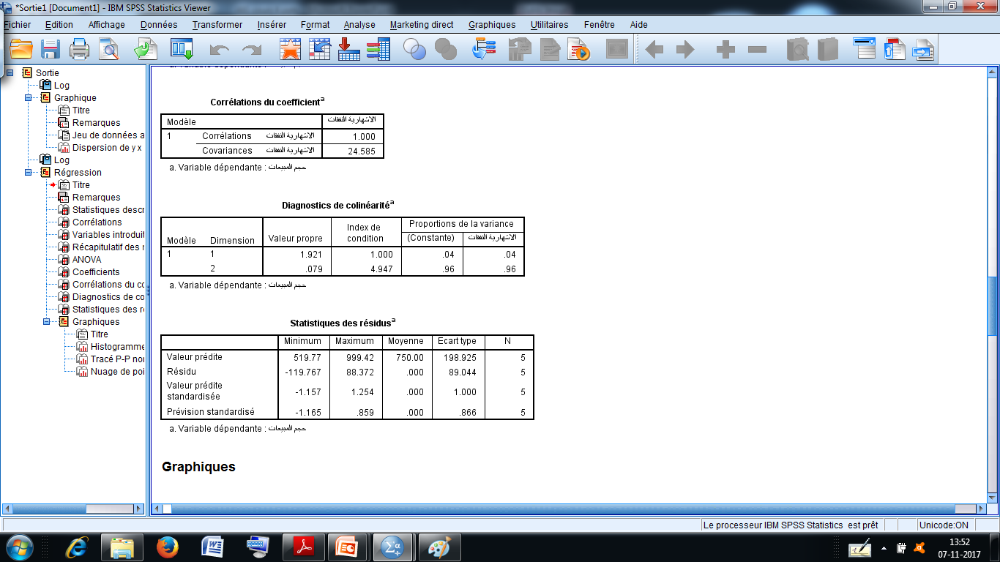 *Sortie1 [Document1] - IBM SPSS Statistics Viewer
Fichier Edition Affichage Données Transformer Insérer Format Analyse Marketing direct Graphiques Utilitaires Fenêtre Aide
Sortie
Log
Graphique
Titre
Remarques
Jeu de données a
Dispersion de y x
Log
Régression
Titre
Remarques
Statistiques descr
Corrélations
Variables introduit
Récapitulatif des
ANOVA
Coefficients
Corrélations du co
Diagnostics de co
Statistiques des
Graphiques
Titre
Histogramme
Tracé P-P nor
Nuage de poi
Corrélations du coefficient a
Modèle الاشهارية النفقات
1 Corrélations الاشهارية النفقات 1.000
Covariances الاشهارية النفقات 24.585
a. Variable dépendante : حجم المبيعات
Diagnostics de colinéarité a
Modèle Dimension Valeur propre Index de condition Proportions de la variance
(Constante) الاشهارية النفقات
1 1 1.921 1.000 .04 .04
2 .079 4.947 .96 .96
a. Variable dépendante : حجم المبيعات
Statistiques des résidus a
Minimum Maximum Moyenne Ecart type N
Valeur prédite 519.77 999.42 750.00 198.925 5
Résidu -119.767 88.372 .000 89.044 5
Valeur prédite standardisée -1.157 1.254 .000 1.000 5
Prévision standardisé -1.165 .859 .000 .866 5
a. Variable dépendante : حجم المبيعات
Graphiques
Le processeur IBM SPSS Statistics est prêt Unicode:ON
13:52
07-11-2017